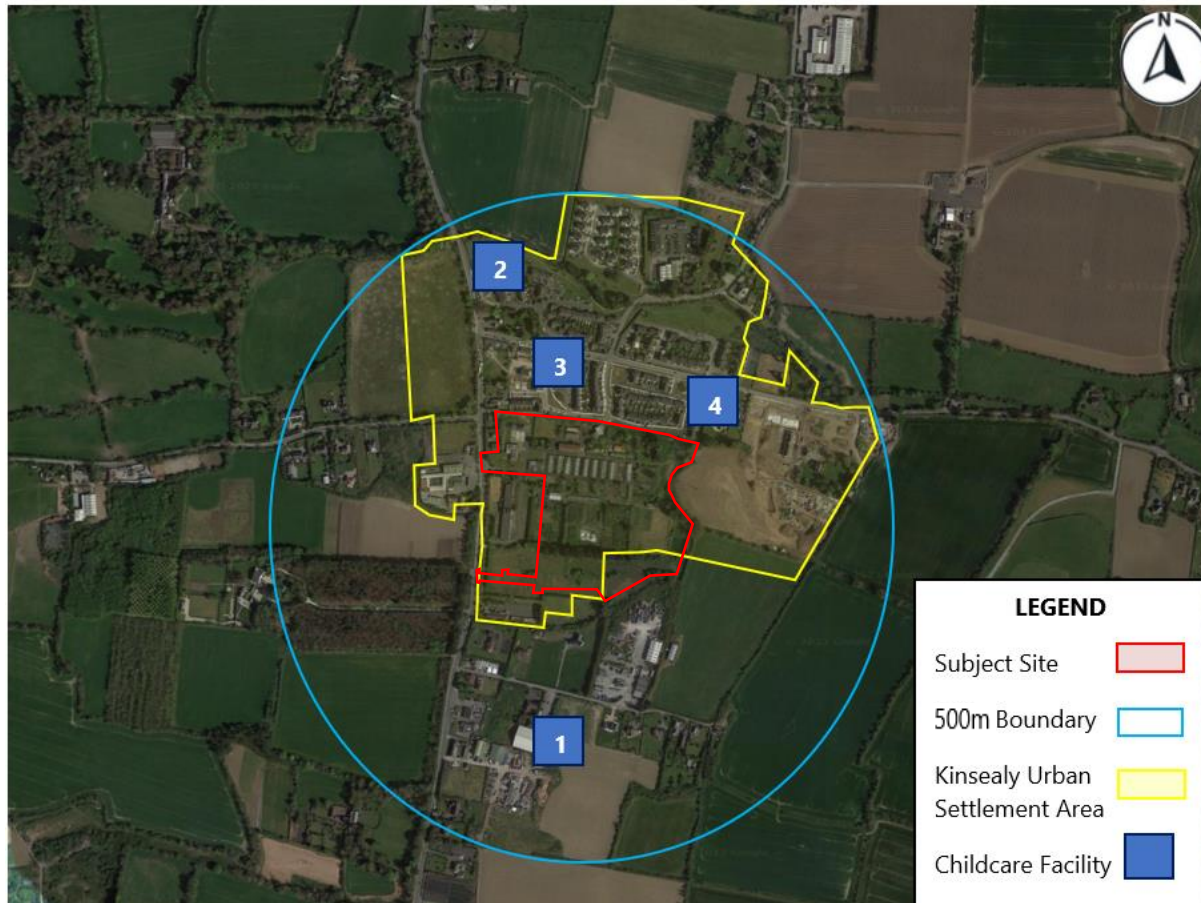 N
2
3
4
1
LEGEND
Subject Site
500m Boundary
Kinsealy Urban
Settlement Area
Childcare Facility